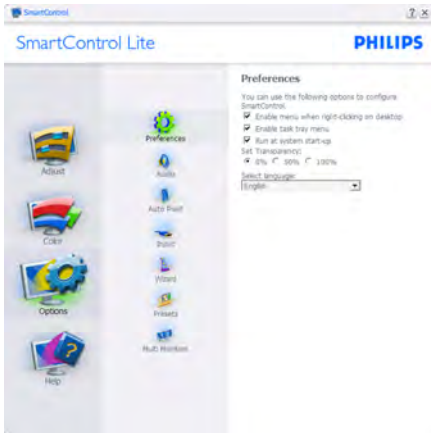 SmartControl
SmartControl Lite
PHILIPS
Adjust
Color
Options
Help
Preferences
Audio
Auto Pivot
Input
Wizard
Presets
Multi Monitors
Preferences
You can use the following options to configure
SmartControl.
Enable menu when right-clicking on desktop
Enable task tray menu
Run at system start-up
Set Transparency:
0% 50% 100%
Select language:
English